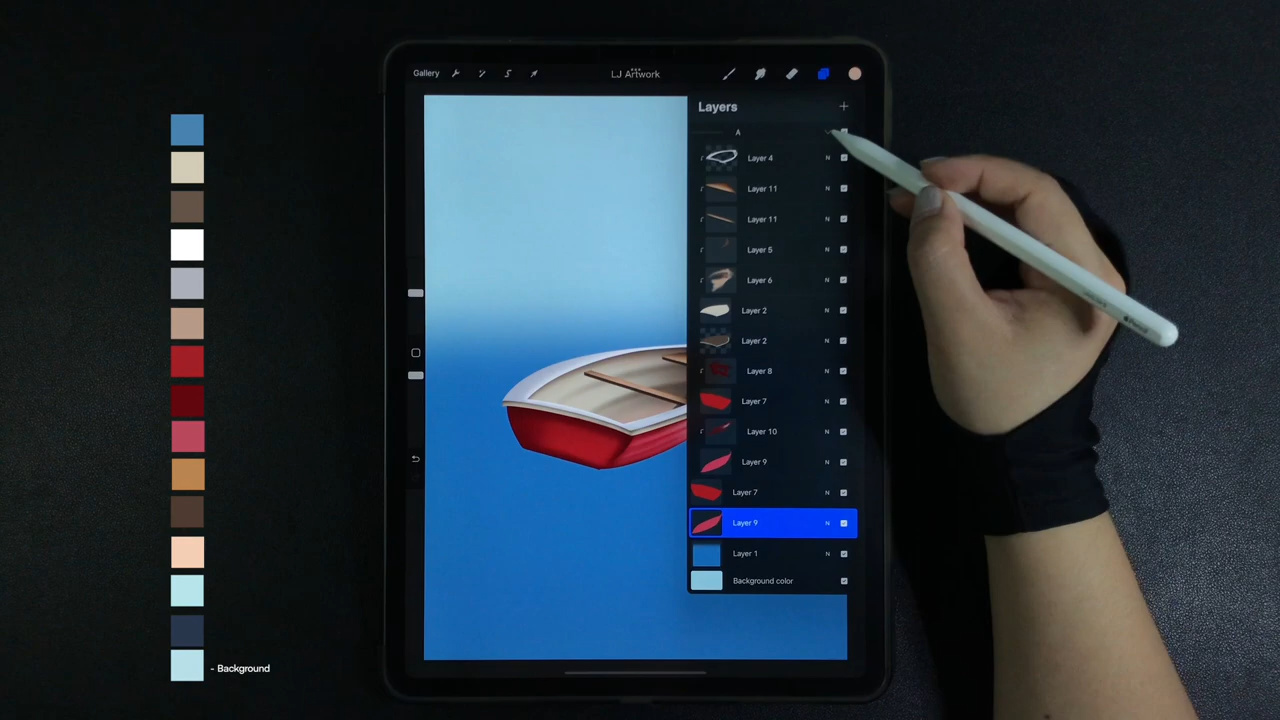 Gallery
LJ Artwork
Layers
A
Layer 4 N
Layer 11 N
Layer 11 N
Layer 5 N
Layer 6 N
Layer 2 N
Layer 2 N
Layer 8 N
Layer 7 N
Layer 10 N
Layer 9 N
Layer 7 N
Layer 9 N
Layer 1 N
Background color
- Background